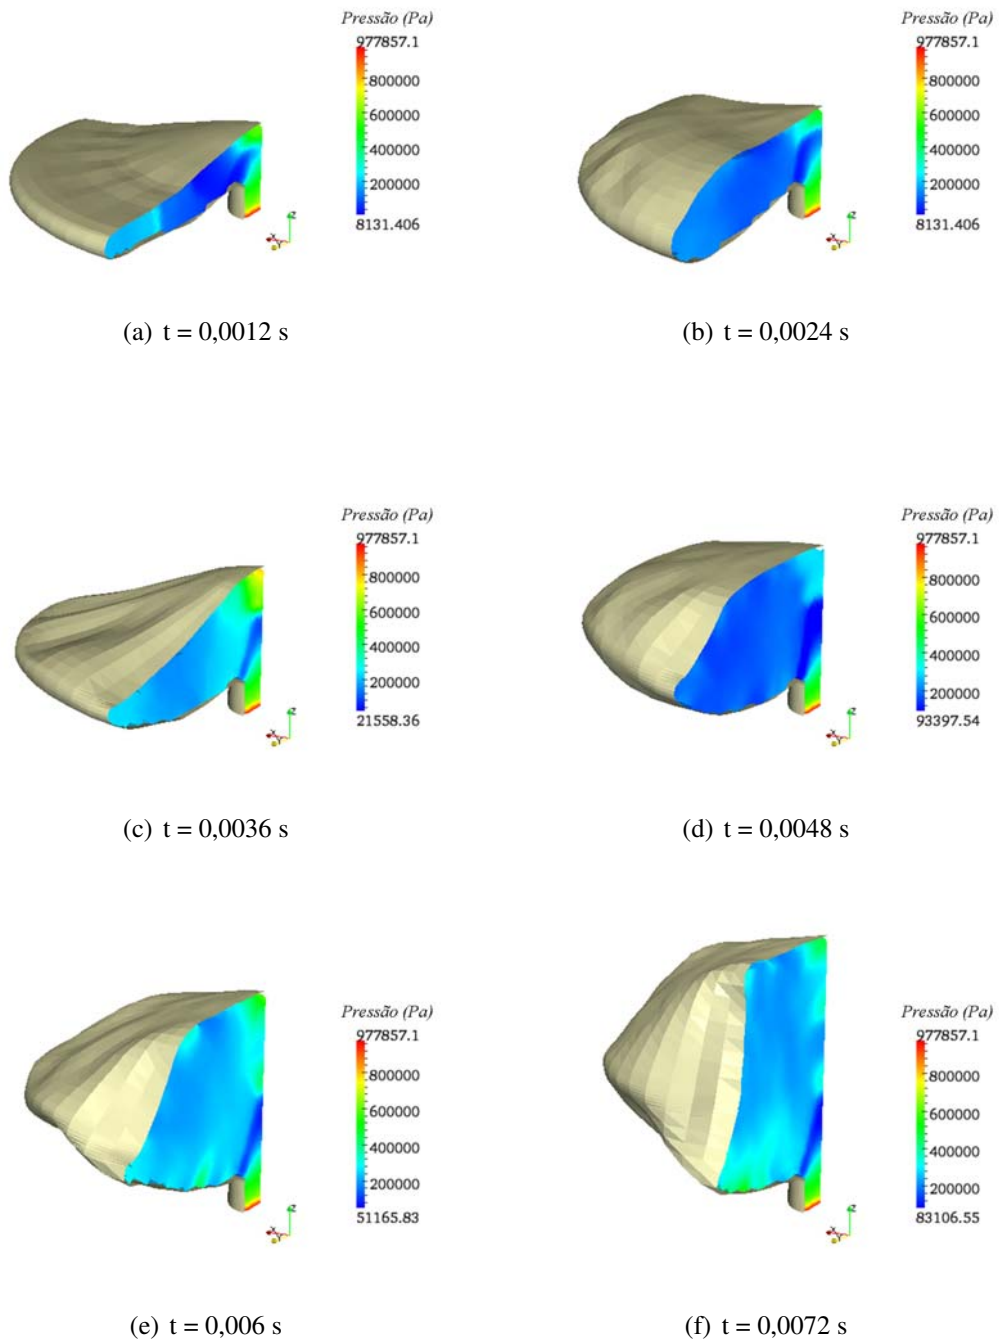 Pressão (Pa)
977857.1
800000
600000
400000
200000
8131.406
Z
X
Y
(a) t = 0,0012 s
Pressão (Pa)
977857.1
800000
600000
400000
200000
8131.406
Z
X
Y
(b) t = 0,0024 s
Pressão (Pa)
977857.1
800000
600000
400000
200000
21558.36
Z
X
Y
(c) t = 0,0036 s
Pressão (Pa)
977857.1
800000
600000
400000
200000
93397.54
Z
X
Y
(d) t = 0,0048 s
Pressão (Pa)
977857.1
800000
600000
400000
200000
51165.83
Z
X
Y
(e) t = 0,006 s
Pressão (Pa)
977857.1
800000
600000
400000
200000
83106.55
Z
X
Y
(f) t = 0,0072 s